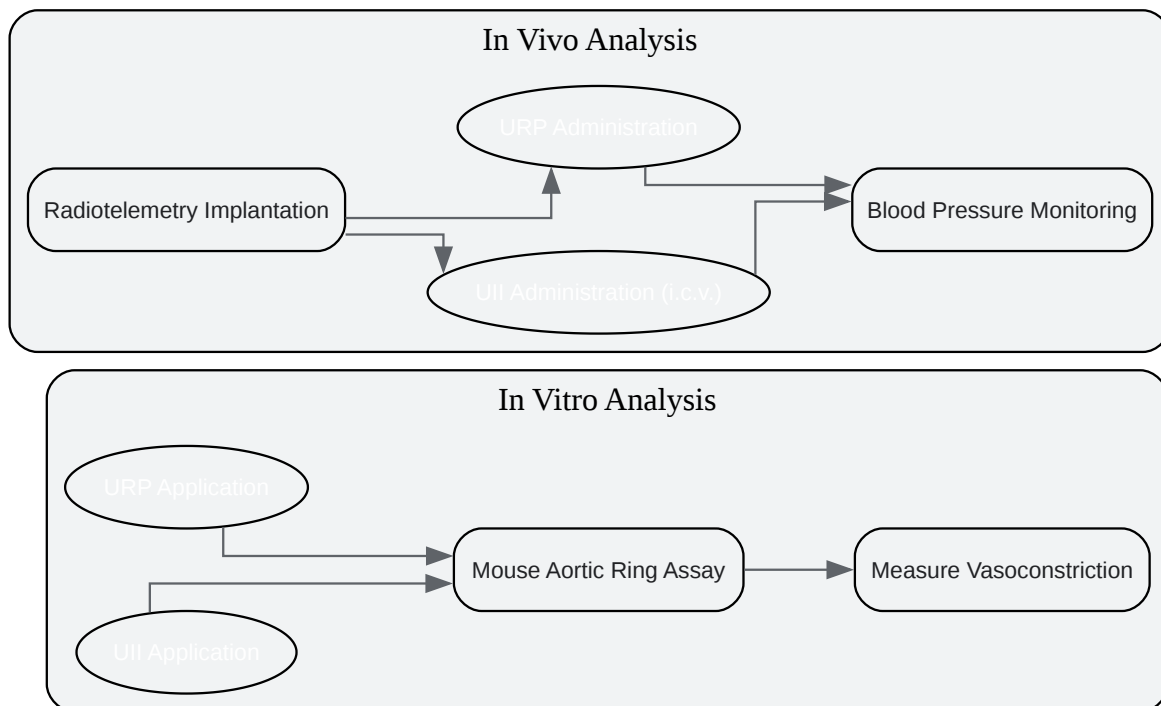 In Vivo Analysis
URP Administration
Radiotelemetry Implantation
Blood Pressure Monitoring
UII Administration (i.c.v.)
In Vitro Analysis
URP Application
Mouse Aortic Ring Assay
Measure Vasoconstriction
UII Application